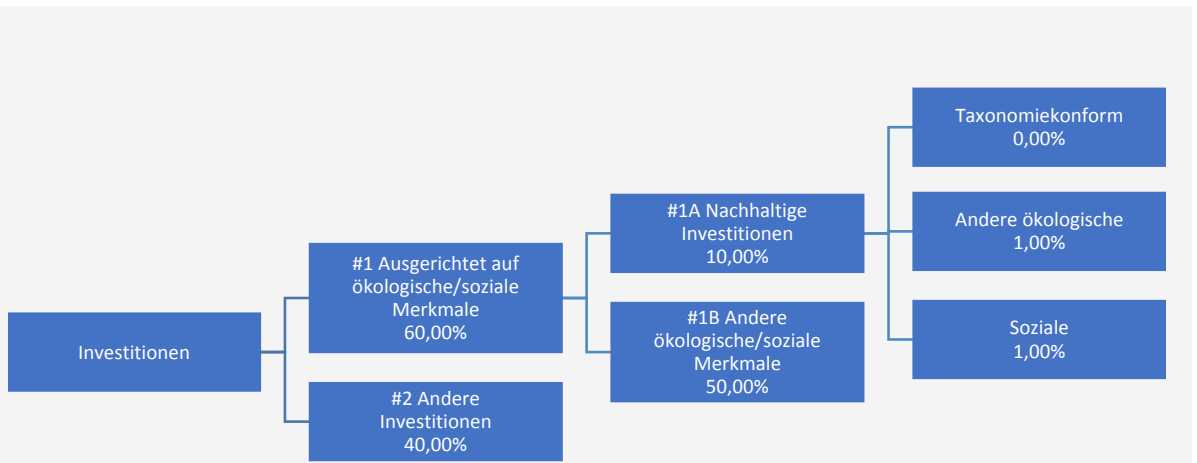 Investitionen
#1 Ausgerichtet auf
ökologische/soziale
Merkmale
60,00%
#2 Andere
Investitionen
40,00%
#1A Nachhaltige
Investitionen
10,00%
#1B Andere
ökologische/soziale
Merkmale
50,00%
Taxonomiekonform
0,00%
Andere ökologische
1,00%
Soziale
1,00%